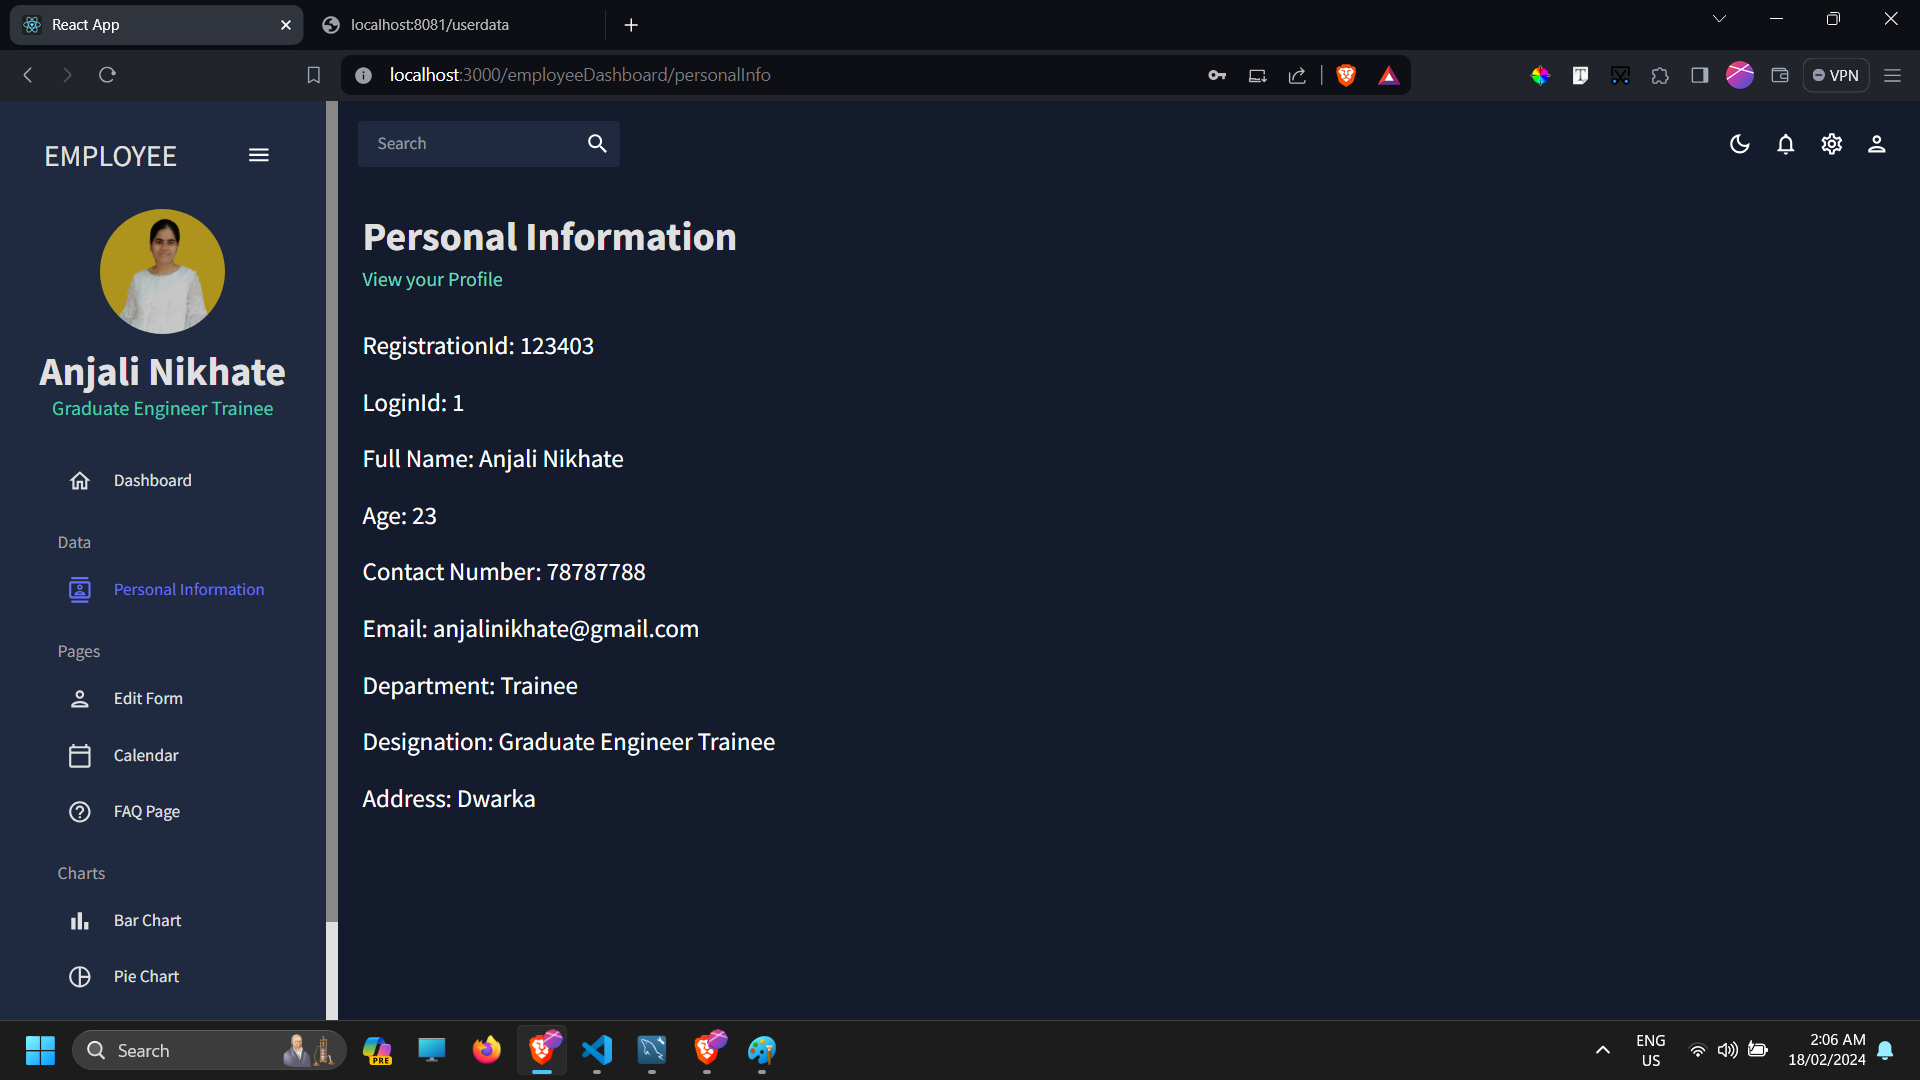 React App
localhost:8081/userdata
localhost:3000/employeeDashboard/personalInfo
VPN
EMPLOYEE
Search
Anjali Nikhate
Graduate Engineer Trainee
Dashboard
Data
Personal Information
Pages
Edit Form
Calendar
FAQ Page
Charts
Bar Chart
Pie Chart
Personal Information
View your Profile
RegistrationId: 123403
LoginId: 1
Full Name: Anjali Nikhate
Age: 23
Contact Number: 78787788
Email: anjalinikhate@gmail.com
Department: Trainee
Designation: Graduate Engineer Trainee
Address: Dwarka
Search
PRE
ENG
US
2:06 AM
18/02/2024